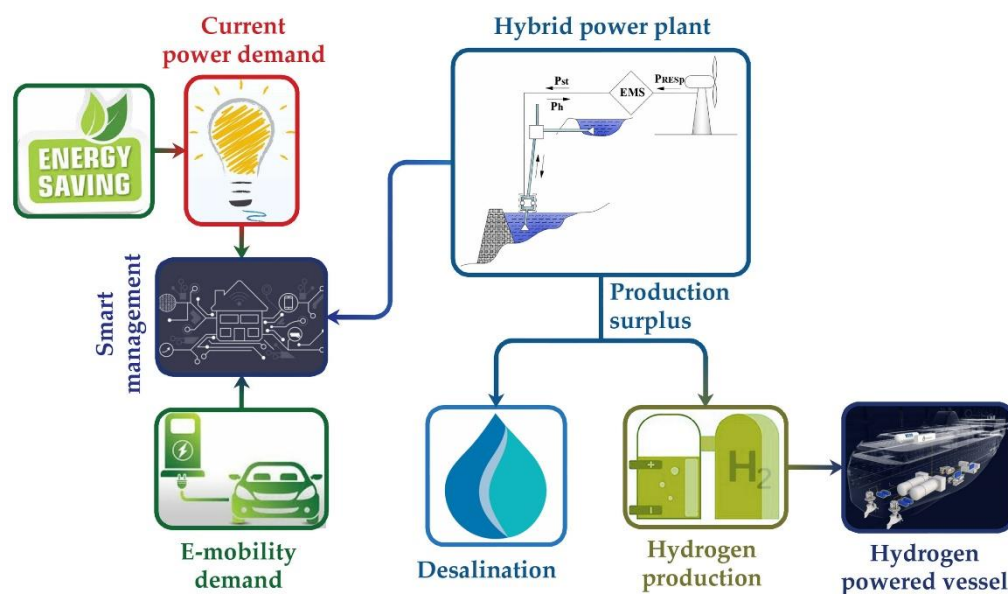 Current
power demand
Hybrid power plant
ENERGY
SAVING
Pst
Ph
EMS
PRESp
Smart
management
Production
surplus
+
H2
E-mobility
demand
Desalination
Hydrogen
production
Hydrogen
powered vessel